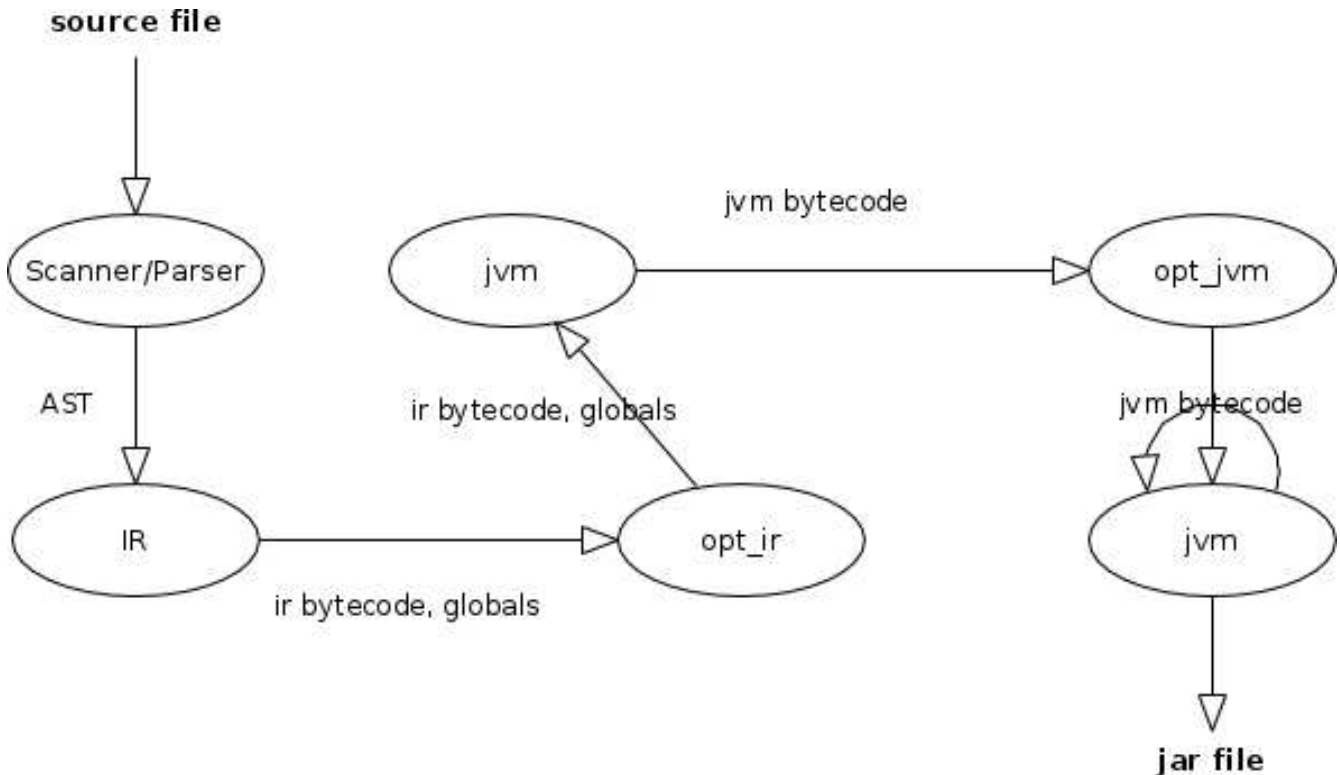 source file
jvm bytecode
Scanner/Parser
jvm
opt_jvm
AST
ir bytecode, globals
jvm bytecode
IR
opt_ir
jvm
ir bytecode, globals
jar file